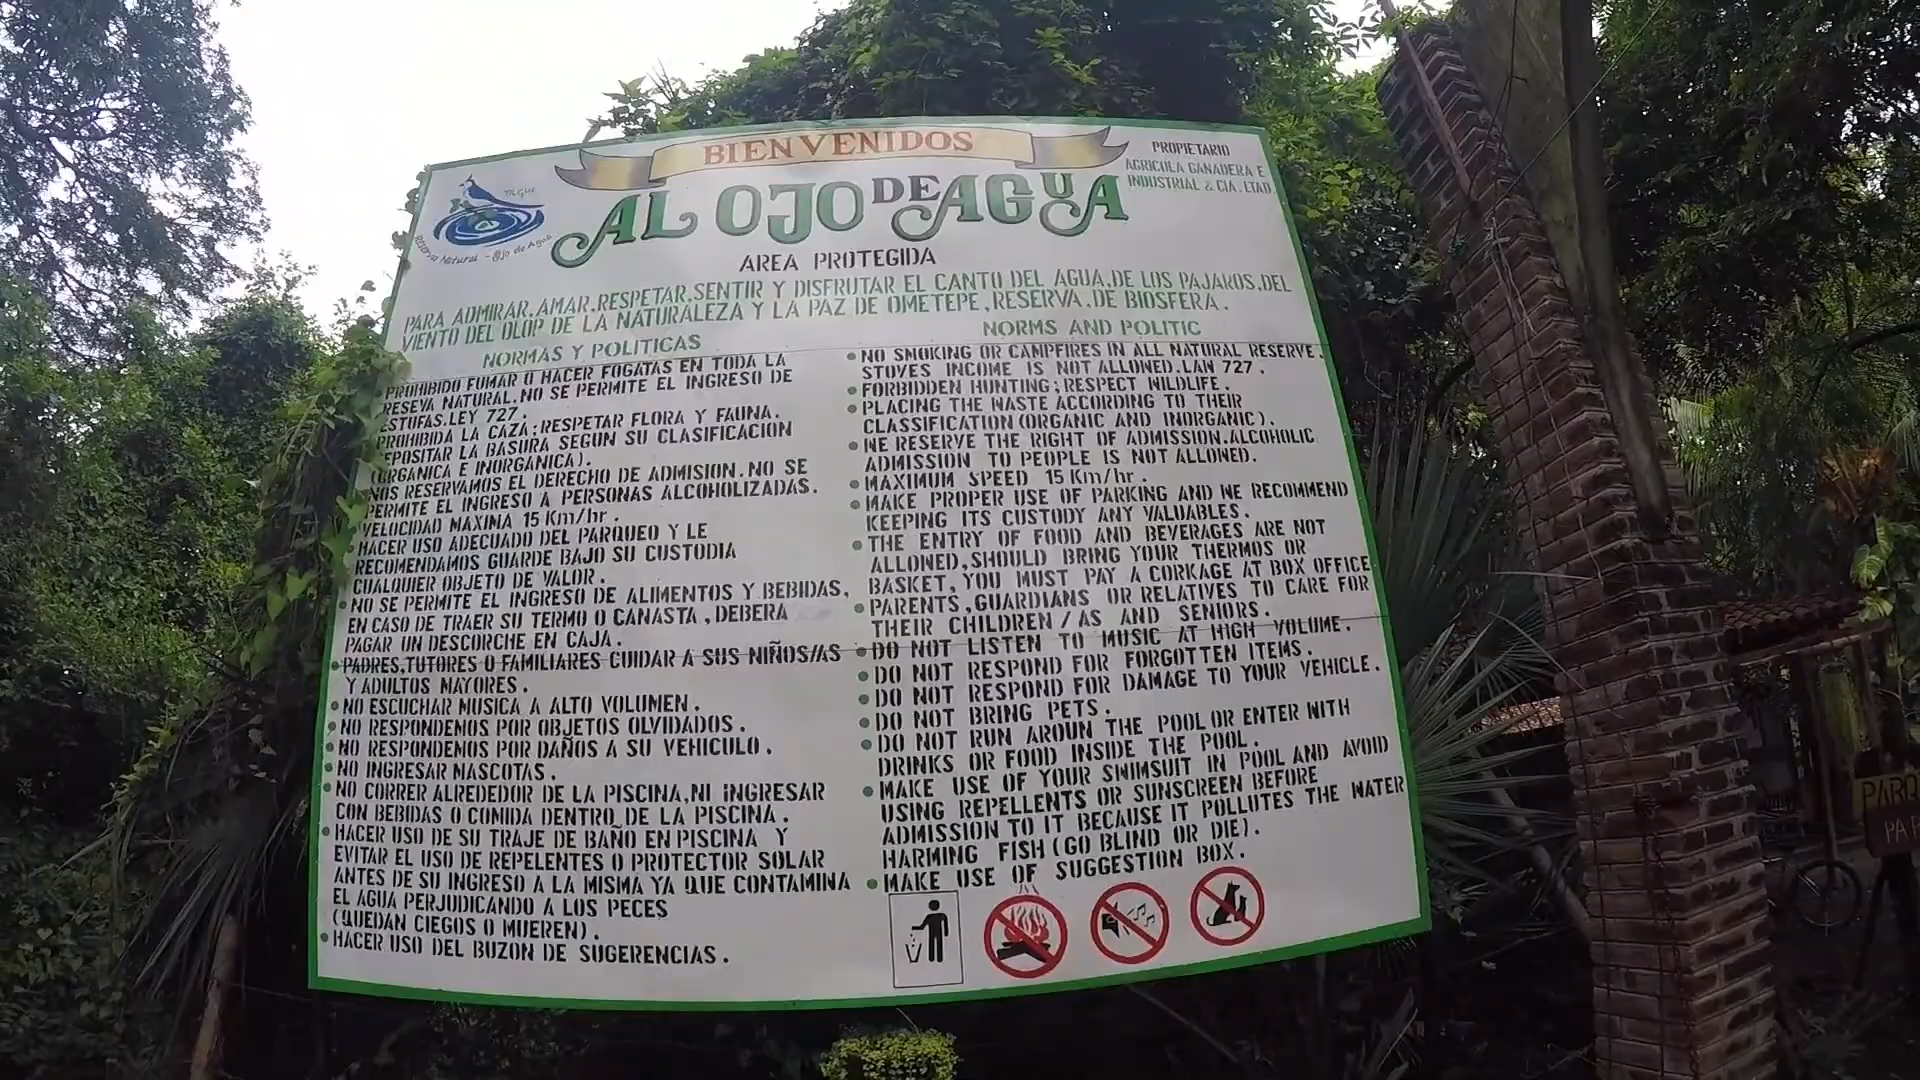 BIENVENIDOS
AL OJO DE AGUA
PROPIETARIO
AGRICOLA GANADERA E
INDUSTRIAL & CIA. LTAD
Reserva Natural - Ojo de Agua
AREA PROTEGIDA
PARA ADMIRAR.AMAR.RESPETAR.SENTIR Y DISFRUTAR EL CANTO DEL AGUA.DE LOS PAJAROS.DEL
VIENTO DEL OLOP DE LA NATURALEZA Y LA PAZ DE OMETEPE, RESERVA.DE BIOSFERA.
NORMAS Y POLITICAS
PROHIBIDO FUMAR O HACER FOGATAS EN TODA LA
RESEVA NATURAL.NO SE PERMITE EL INGRESO DE
ESTUFAS.LEY 727.
PROHIBIDA LA CAZA;RESPETAR FLORA Y FAUNA.
EPOSITAR LA BASURA SEGUN SU CLASIFICACION
(ORGANICA E INORGANICA).
NOS RESERVAMOS EL DERECHO DE ADMISION.NO SE
PERMITE EL INGRESO A PERSONAS ALCOHOLIZADAS.
VELOCIDAD MAXIMA 15 Km/hr.
HACER USO ADECUADO DEL PARQUEO Y LE
RECOMENDAMOS GUARDE BAJO SU CUSTODIA
CUALQUIER OBJETO DE VALOR.
• NO SE PERMITE EL INGRESO DE ALIMENTOS Y BEBIDAS,
EN CASO DE TRAER SU TERMO O CANASTA, DEBERA
PAGAR UN DESCORCHE EN CAJA.
• PADRES,TUTORES O FAMILIARES CUIDAR A SUS NIÑOS/AS
Y ADULTOS MAYORES.
• NO ESCUCHAR MUSICA A ALTO VOLUMEN.
• NO RESPONDEMOS POR OBJETOS OLVIDADOS.
• NO RESPONDEMOS POR DAÑOS A SU VEHICULO.
• NO INGRESAR MASCOTAS.
• NO CORRER ALREDEDOR DE LA PISCINA,NI INGRESAR
CON BEBIDAS O COMIDA DENTRO DE LA PISCINA.
• HACER USO DE SU TRAJE DE BAÑO EN PISCINA Y
EVITAR EL USO DE REPELENTES O PROTECTOR SOLAR
ANTES DE SU INGRESO A LA MISMA YA QUE CONTAMINA
EL AGUA PERJUDICANDO A LOS PECES
(QUEDAN CIEGOS O MUEREN).
• HACER USO DEL BUZON DE SUGERENCIAS.
NORMS AND POLITIC
• NO SMOKING OR CAMPFIRES IN ALL NATURAL RESERVE.
STOVES INCOME IS NOT ALLOWED.LAW 727.
• FORBIDDEN HUNTING; RESPECT WILDLIFE.
• PLACING THE WASTE ACCORDING TO THEIR
CLASSIFICATION(ORGANIC AND INORGANIC).
• WE RESERVE THE RIGHT OF ADMISSION.ALCOHOLIC
ADMISSION TO PEOPLE IS NOT ALLOWED.
• MAXIMUM SPEED 15 Km/hr.
• MAKE PROPER USE OF PARKING AND WE RECOMMEND
KEEPING ITS CUSTODY ANY VALUABLES.
• THE ENTRY OF FOOD AND BEVERAGES ARE NOT
ALLOWED,SHOULD BRING YOUR THERMOS OR
BASKET, YOU MUST PAY A CORKAGE AT BOX OFFICE
• PARENTS,GUARDIANS OR RELATIVES TO CARE FOR
THEIR CHILDREN/AS AND SENIORS.
• DO NOT LISTEN TO MUSIC AT HIGH VOLUME.
• DO NOT RESPOND FOR FORGOTTEN ITEMS.
• DO NOT RESPOND FOR DAMAGE TO YOUR VEHICLE.
• DO NOT BRING PETS.
• DO NOT RUN AROUN THE POOL OR ENTER WITH
DRINKS OR FOOD INSIDE THE POOL.
• MAKE USE OF YOUR SWIMSUIT IN POOL AND AVOID
USING REPELLENTS OR SUNSCREEN BEFORE
ADMISSION TO IT BECAUSE IT POLLUTES THE WATER
HARMING FISH (GO BLIND OR DIE).
• MAKE USE OF SUGGESTION BOX.